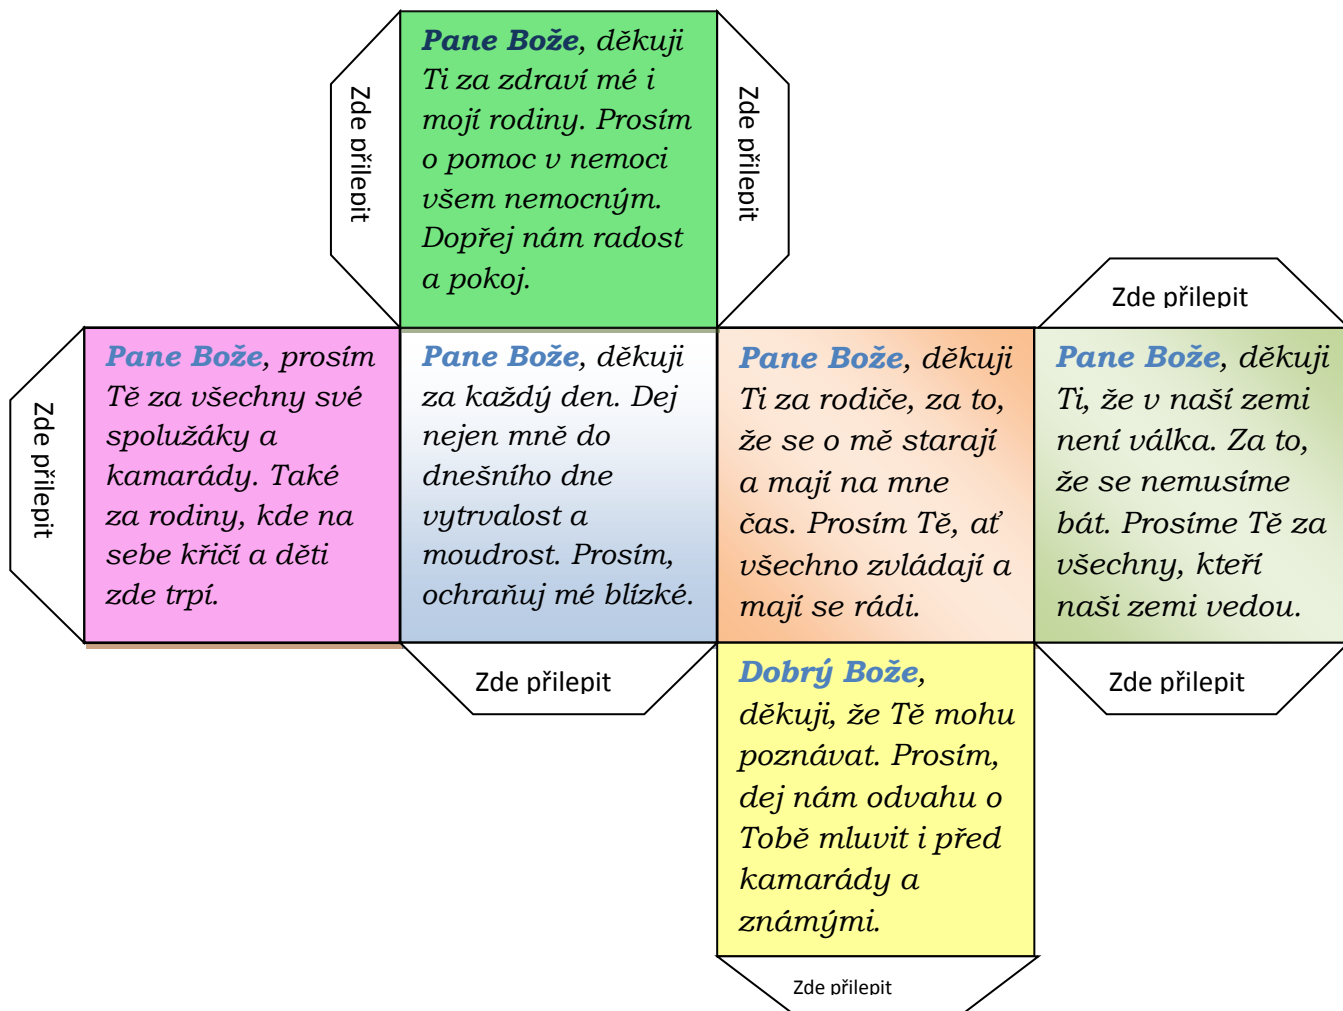 Pane Bože, děkuji
Ti za zdraví mé i
mojí rodiny. Prosím
o pomoc v nemoci
všem nemocným.
Dopřej nám radost
a pokoj.
Zde přilepit
Zde přilepit
Zde přilepit
Zde přilepit
Pane Bože, prosím
Tě za všechny své
spolužáky a
kamarády. Také
za rodiny, kde na
sebe křičí a děti
zde trpí.
Pane Bože, děkuji
za každý den. Dej
nejen mně do
dnešního dne
vytrvalost a
moudrost. Prosím,
ochraňuj mé blízké.
Pane Bože, děkuji
Ti za rodiče, za to,
že se o mě starají
a mají na mne
čas. Prosím Tě, ať
všechno zvládají a
mají se rádi.
Pane Bože, děkuji
Ti, že v naší zemi
není válka. Za to,
že se nemusíme
bát. Prosíme Tě za
všechny, kteří
naši zemi vedou.
Zde přilepit
Zde přilepit
Dobrý Bože,
děkuji, že Tě mohu
poznávat. Prosím,
dej nám odvahu o
Tobě mluvit i před
kamarády a
známými.
Zde přilepit